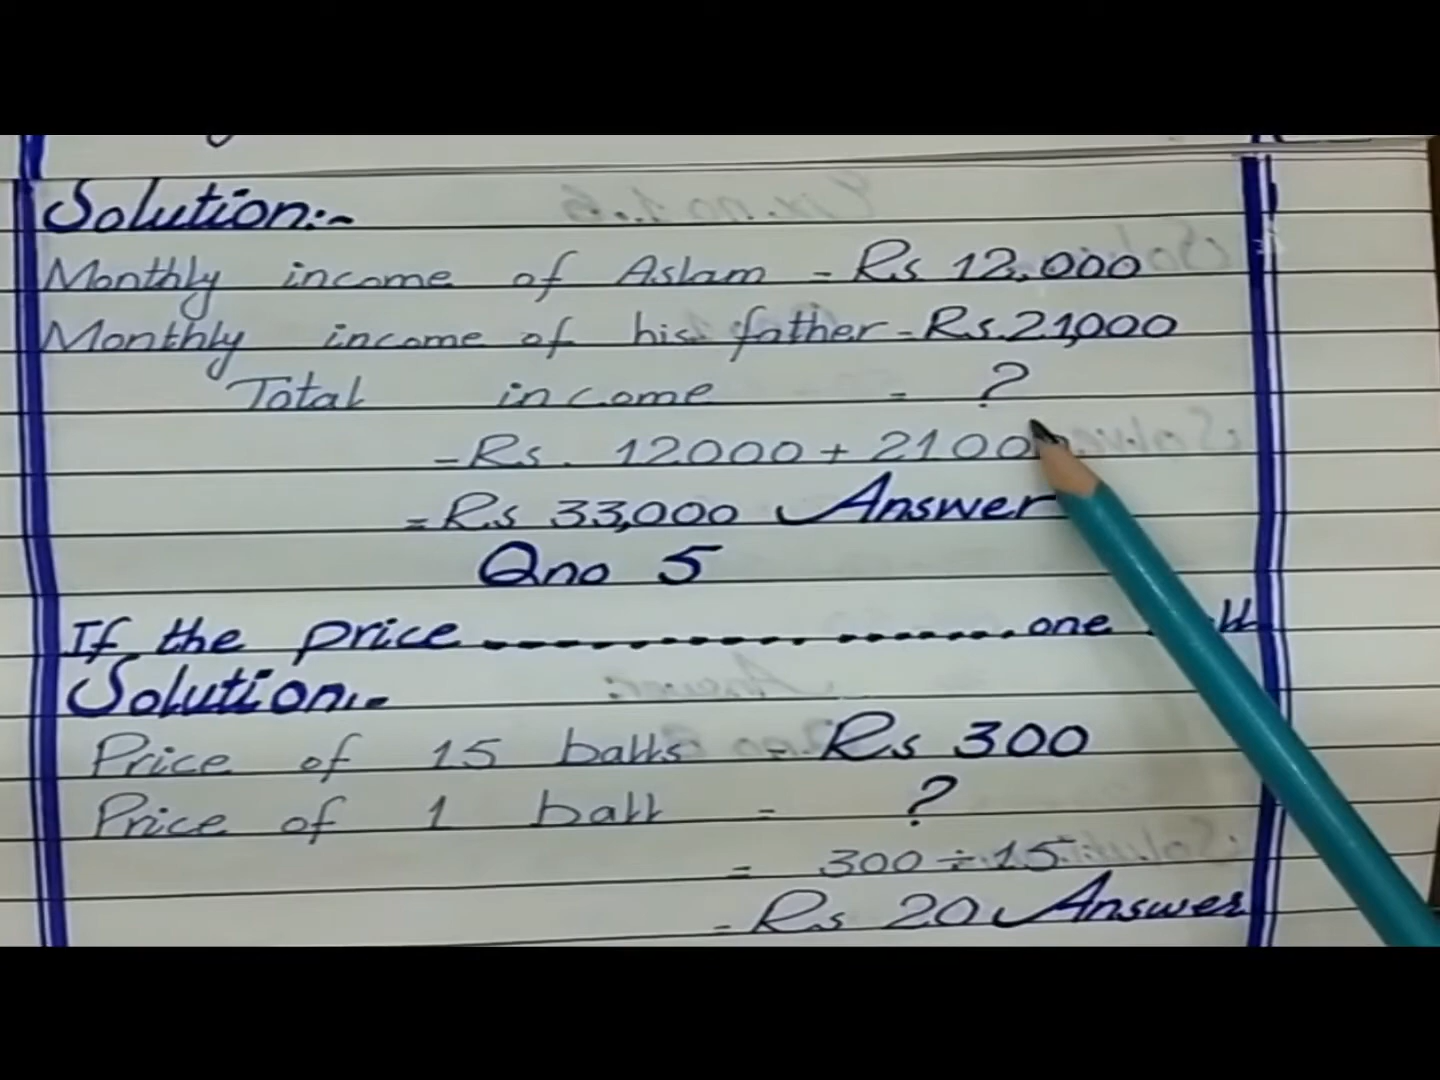 Solution:-
Monthly income of Aslam = Rs 12,000
Monthly income of his father = Rs.21,000
Total income = ?
= Rs. 12000 + 2100
= Rs 33,000 Answer
Qno 5
If the price ................... one
Solution:-
Price of 15 balls = Rs 300
Price of 1 ball = ?
= 300 ÷ 15
= Rs 20 Answer